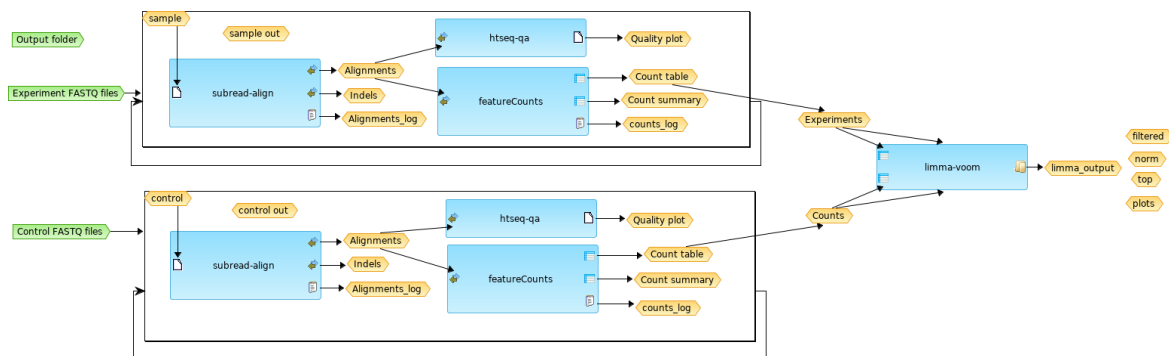 sample
sample out
Output folder
Experiment FASTQ files
subread-align
Alignments
Indels
Alignments_log
htseq-qa
Quality plot
featureCounts
Count table
Count summary
counts_log
Experiments
control
control out
Control FASTQ files
subread-align
Alignments
Indels
Alignments_log
htseq-qa
Quality plot
featureCounts
Count table
Count summary
counts_log
Counts
limma-voom
limma_output
filtered
norm
top
plots